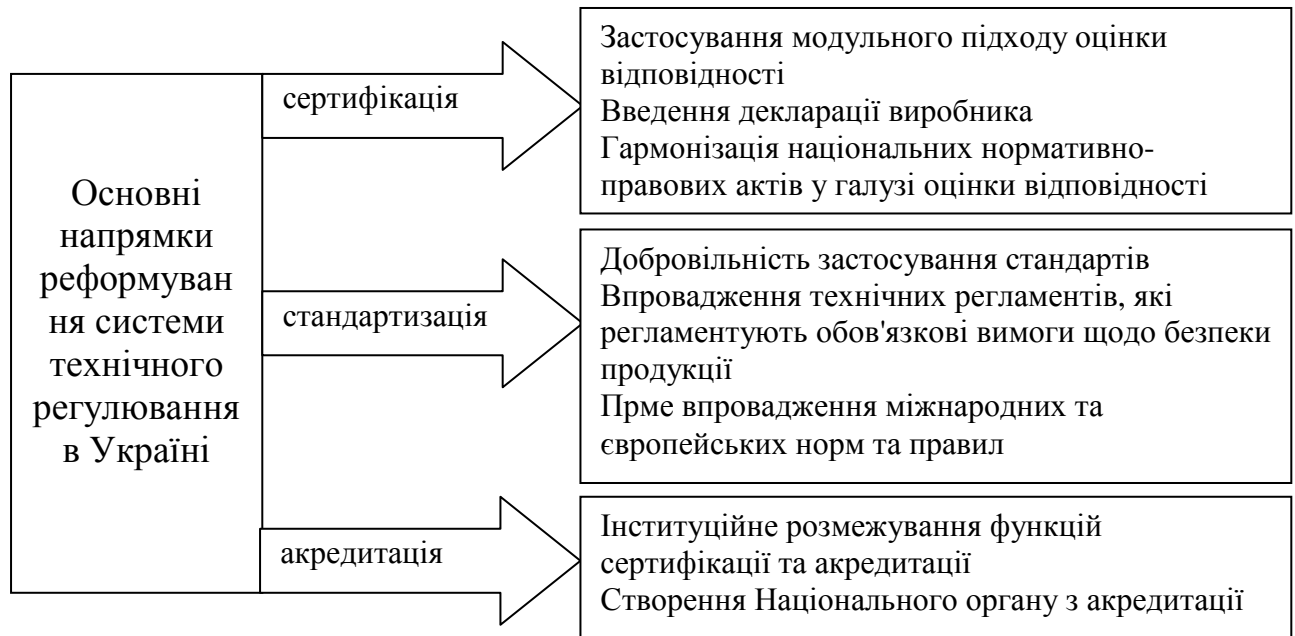 Основні
напрямки
реформуван
ня системи
технічного
регулювання
в Україні
сертифікація
Застосування модульного підходу оцінки
відповідності
Введення декларації виробника
Гармонізація національних нормативно-
правових актів у галузі оцінки відповідності
стандартизація
Добровільність застосування стандартів
Впровадження технічних регламентів, які
регламентують обов'язкові вимоги щодо безпеки
продукції
Прме впровадження міжнародних та
європейських норм та правил
акредитація
Інституційне розмежування функцій
сертифікації та акредитації
Створення Національного органу з акредитації